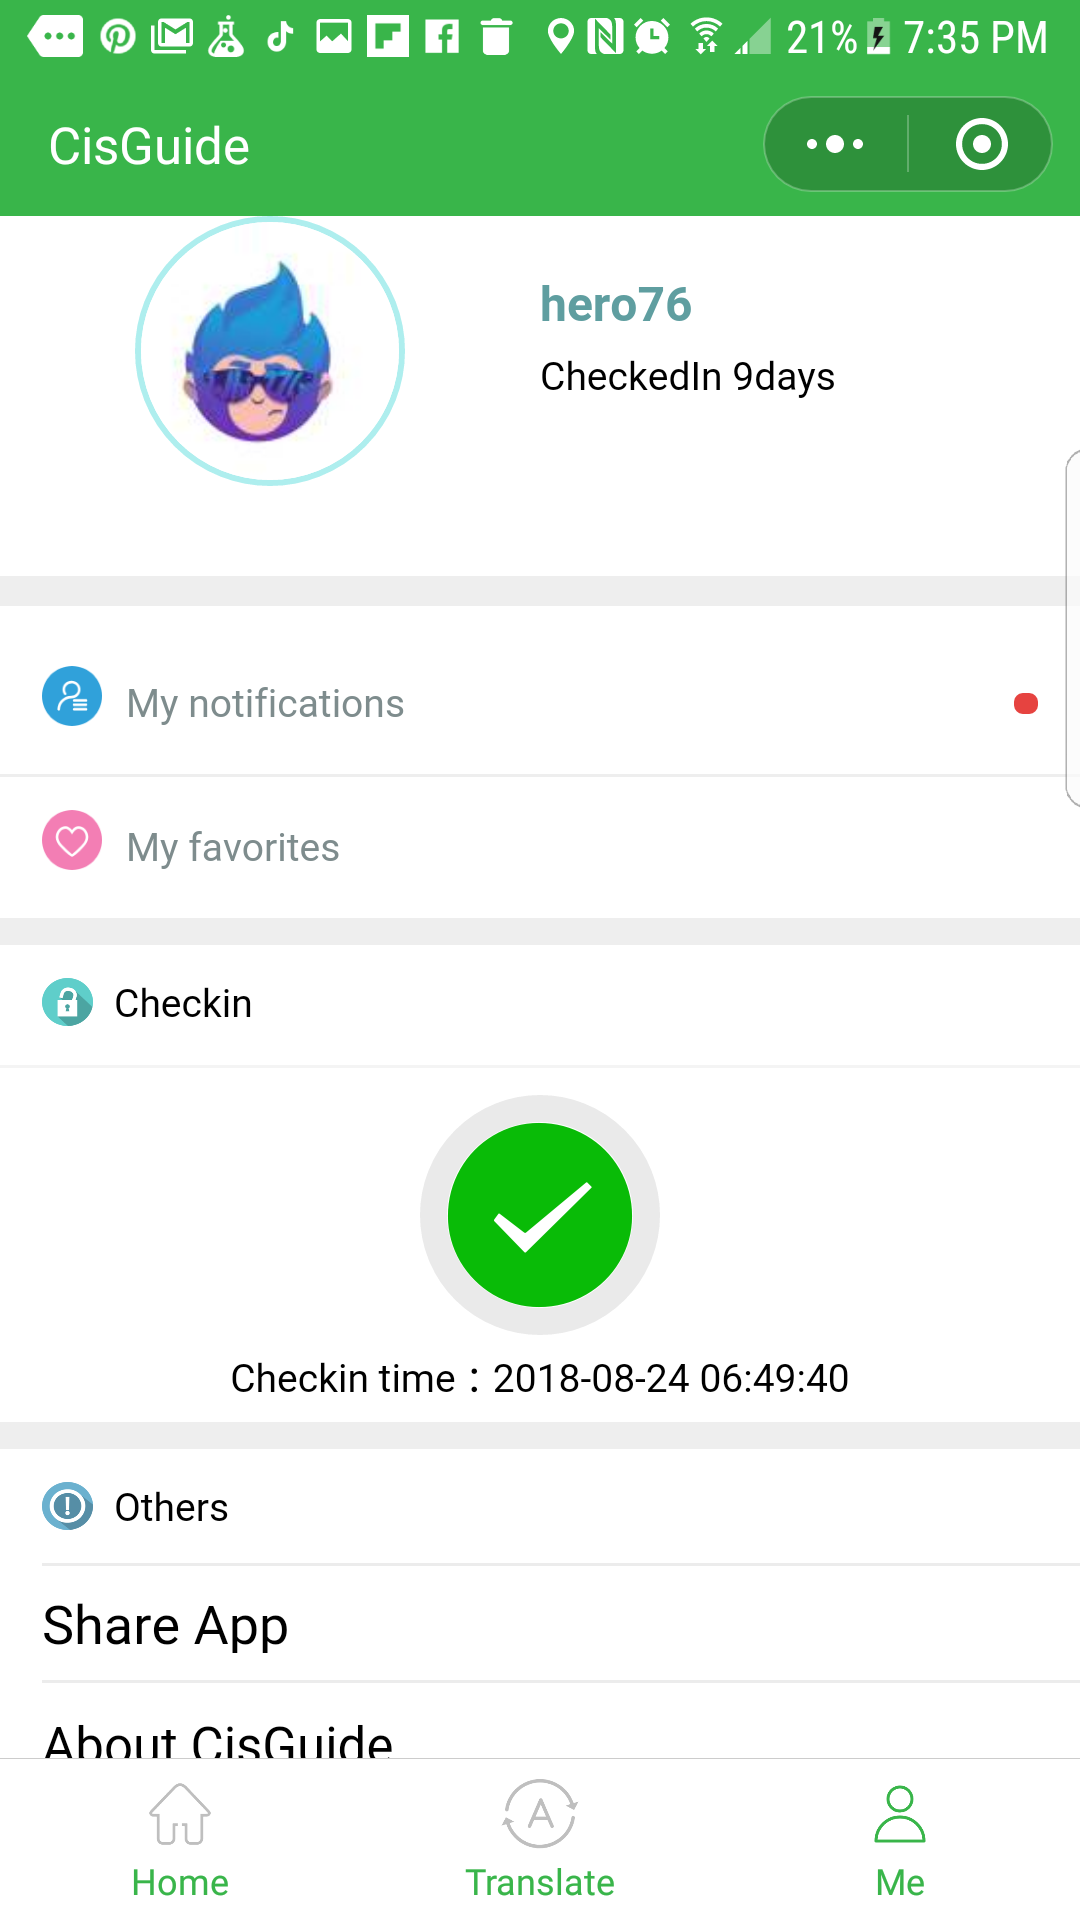 21% 7:35 PM
CisGuide
hero76
CheckedIn 9days
My notifications
My favorites
Checkin
Checkin time：2018-08-24 06:49:40
Others
Share App
About CisGuide
Home Translate Me